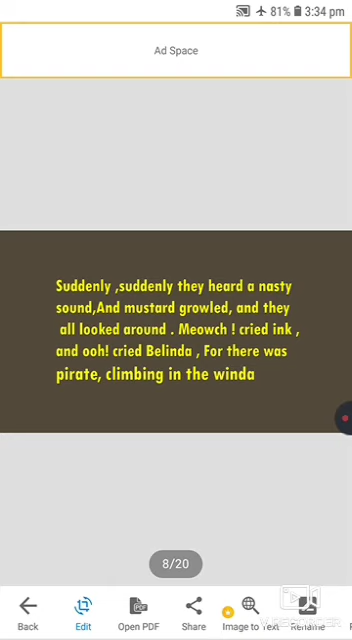 81% 3:34 pm
Ad Space
Suddenly ,suddenly they heard a nasty
sound,And mustard growled, and they
all looked around . Meowch ! cried ink ,
and ooh! cried Belinda , For there was
pirate, climbing in the winda
8/20
Back Edit Open PDF Share Image to Text Rename
PDF